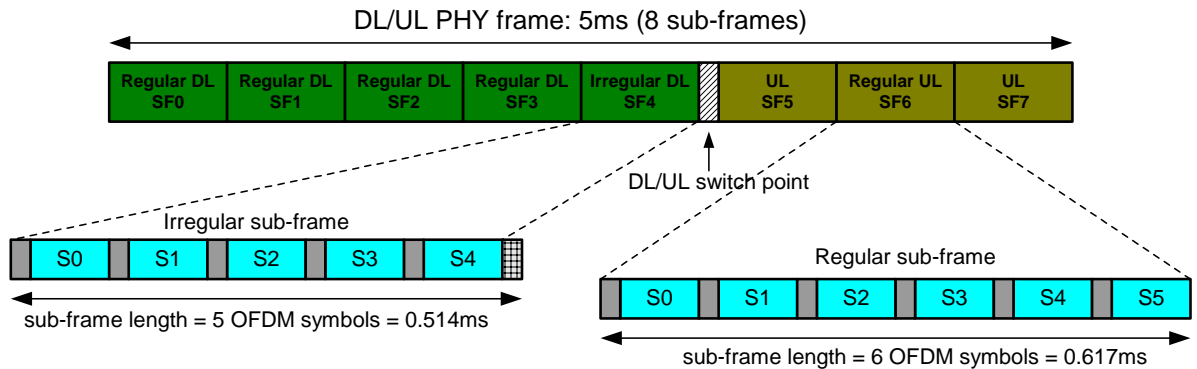 DL/UL PHY frame: 5ms (8 sub-frames)
Regular DL SF0
Regular DL SF1
Regular DL SF2
Regular DL SF3
Irregular DL SF4
UL SF5
Regular UL SF6
UL SF7
DL/UL switch point
Irregular sub-frame
S0 S1 S2 S3 S4
sub-frame length = 5 OFDM symbols = 0.514ms
Regular sub-frame
S0 S1 S2 S3 S4 S5
sub-frame length = 6 OFDM symbols = 0.617ms